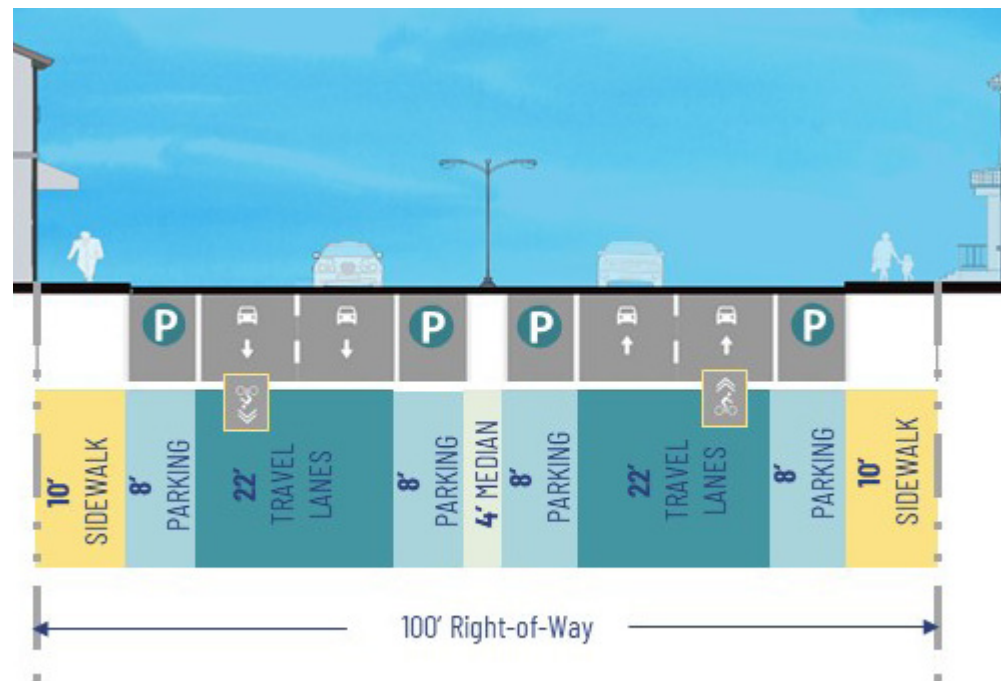 P
P
P
P
10′
SIDEWALK
8′
PARKING
22′
TRAVEL
LANES
8′
PARKING
4′ MEDIAN
8′
PARKING
22′
TRAVEL
LANES
8′
PARKING
10′
SIDEWALK
100′ Right-of-Way